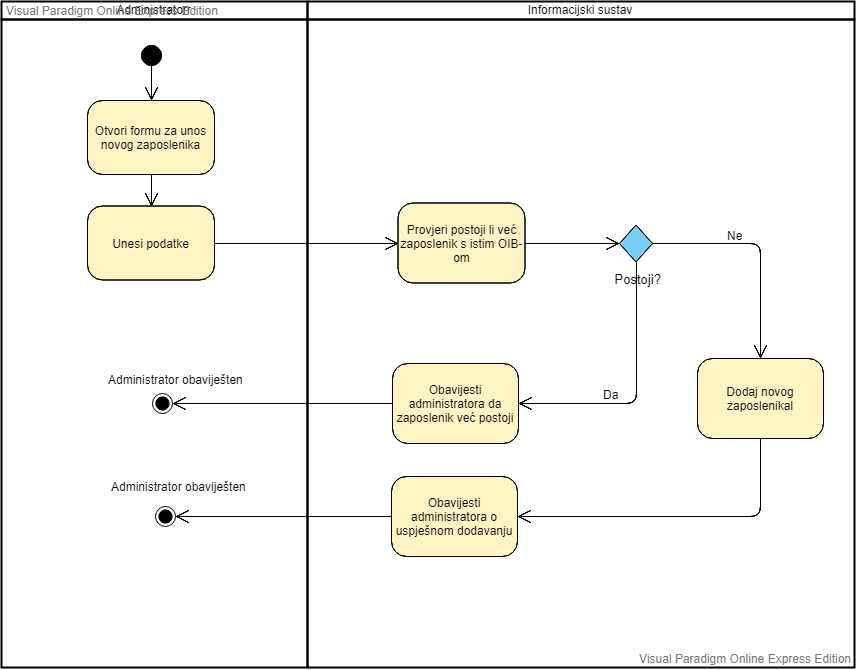 Visual Paradigm Online Express Edition
Administrator
Informacijski sustav
Otvori formu za unos
novog zaposlenika
Unesi podatke
Provjeri postoji li već
zaposlenik s istim OIB-
om
Ne
Postoji?
Administrator obaviješten
Obavijesti
administratora da
zaposlenik već postoji
Da
Dodaj novog
zaposlenikal
Administrator obaviješten
Obavijesti
administratora o
uspješnom dodavanju
Visual Paradigm Online Express Edition